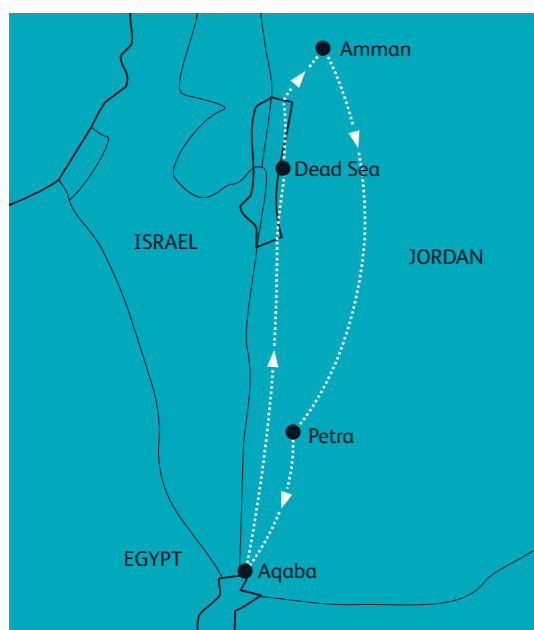 Amman
Dead Sea
ISRAEL
JORDAN
Petra
EGYPT
Aqaba